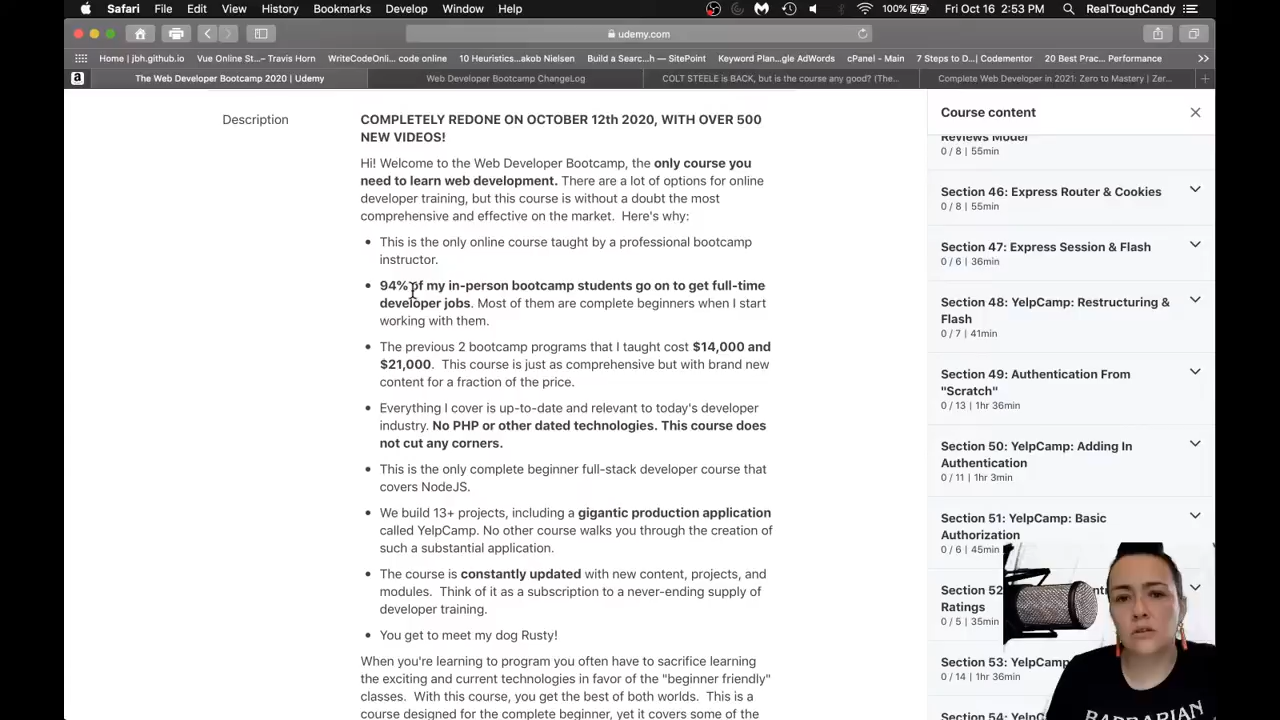 Safari File Edit View History Bookmarks Develop Window Help 100% Fri Oct 16 2:53 PM RealToughCandy
udemy.com
Home | jbh.github.io Vue Online St...– Travis Horn WriteCodeOnli... code online 10 Heuristics...akob Nielsen Build a Searc...h — SitePoint Keyword Plan...gle AdWords cPanel - Main 7 Steps to D...| Codementor 20 Best Prac... Performance
a The Web Developer Bootcamp 2020 | Udemy Web Developer Bootcamp ChangeLog COLT STEELE is BACK, but is the course any good? (The... Complete Web Developer in 2021: Zero to Mastery | Zer...
Description
COMPLETELY REDONE ON OCTOBER 12th 2020, WITH OVER 500
NEW VIDEOS!
Hi! Welcome to the Web Developer Bootcamp, the only course you
need to learn web development. There are a lot of options for online
developer training, but this course is without a doubt the most
comprehensive and effective on the market. Here's why:
This is the only online course taught by a professional bootcamp
instructor.
94% of my in-person bootcamp students go on to get full-time
developer jobs. Most of them are complete beginners when I start
working with them.
The previous 2 bootcamp programs that I taught cost $14,000 and
$21,000. This course is just as comprehensive but with brand new
content for a fraction of the price.
Everything I cover is up-to-date and relevant to today's developer
industry. No PHP or other dated technologies. This course does
not cut any corners.
This is the only complete beginner full-stack developer course that
covers NodeJS.
We build 13+ projects, including a gigantic production application
called YelpCamp. No other course walks you through the creation of
such a substantial application.
The course is constantly updated with new content, projects, and
modules. Think of it as a subscription to a never-ending supply of
developer training.
You get to meet my dog Rusty!
When you're learning to program you often have to sacrifice learning
the exciting and current technologies in favor of the "beginner friendly"
classes. With this course, you get the best of both worlds. This is a
course designed for the complete beginner, yet it covers some of the
Course content
Reviews Model
0 / 8 | 55min
Section 46: Express Router & Cookies
0 / 8 | 55min
Section 47: Express Session & Flash
0 / 6 | 36min
Section 48: YelpCamp: Restructuring &
Flash
0 / 7 | 41min
Section 49: Authentication From
"Scratch"
0 / 13 | 1hr 36min
Section 50: YelpCamp: Adding In
Authentication
0 / 11 | 1hr 3min
Section 51: YelpCamp: Basic
Authorization
0 / 6 | 45min
Section 52
Ratings
0 / 5 | 35min
Section 53: YelpCamp
0 / 14 | 1hr 36min
Section 54:
BARBARIAN